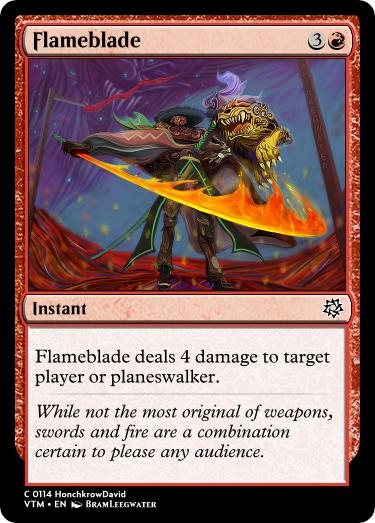 Flameblade 3
Instant
Flameblade deals 4 damage to target
player or planeswalker.
While not the most original of weapons,
swords and fire are a combination
certain to please any audience.
C 0114 HonchkrowDavid
VTM • EN BramLeegwater